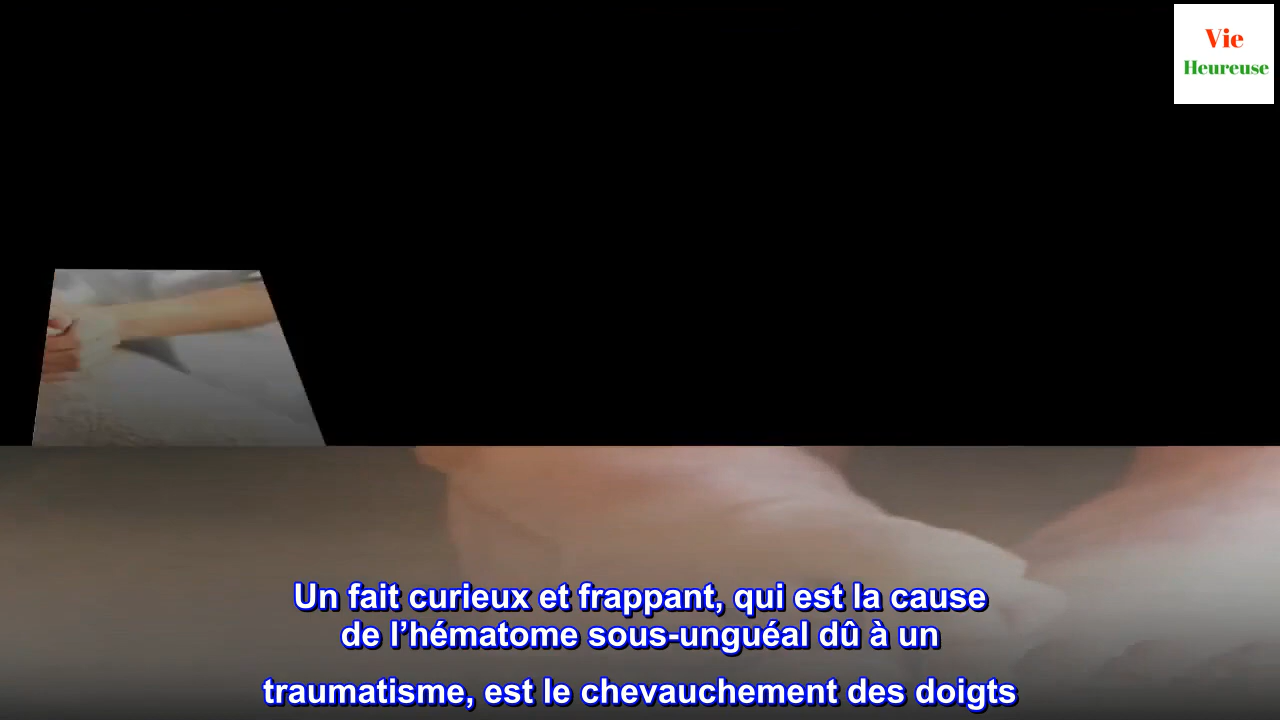 Vie
Heureuse
Un fait curieux et frappant, qui est la cause
de l’hématome sous-unguéal dû à un
traumatisme, est le chevauchement des doigts